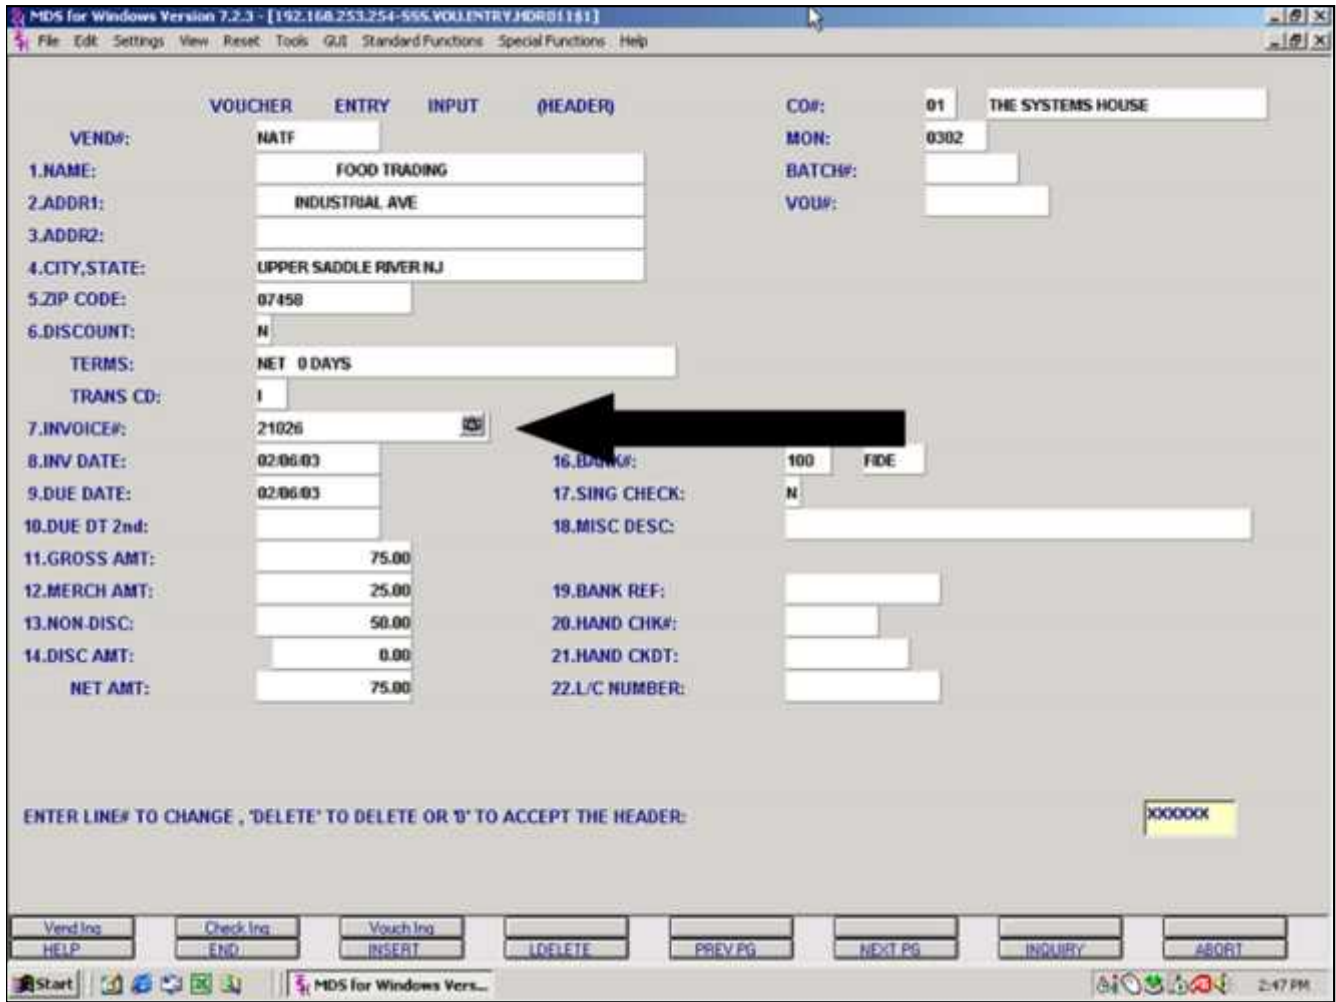 MDS for Windows Version 7.2.3 - [192.168.253.254-SSS.VOU.ENTRY.HDR011$1]
File Edit Settings View Reset Tools GUI Standard Functions Special Functions Help
VOUCHER ENTRY INPUT (HEADER) CO#: 01 THE SYSTEMS HOUSE
VEND#: NATF MON: 0302
1.NAME: FOOD TRADING BATCH#:
2.ADDR1: INDUSTRIAL AVE VOU#:
3.ADDR2:
4.CITY,STATE: UPPER SADDLE RIVER NJ
5.ZIP CODE: 07458
6.DISCOUNT: N
TERMS: NET 0 DAYS
TRANS CD: I
7.INVOICE#: 21026
8.INV DATE: 02/06/03 16.BANK#: 100 FIDE
9.DUE DATE: 02/06/03 17.SING CHECK: N
10.DUE DT 2nd: 18.MISC DESC:
11.GROSS AMT: 75.00
12.MERCH AMT: 25.00 19.BANK REF:
13.NON-DISC: 50.00 20.HAND CHK#:
14.DISC AMT: 0.00 21.HAND CKDT:
NET AMT: 75.00 22.L/C NUMBER:
ENTER LINE# TO CHANGE , 'DELETE' TO DELETE OR '0' TO ACCEPT THE HEADER: XXXXXX
Vend Inq Check Inq Vouch Inq
HELP END INSERT LDELETE PREV PG NEXT PG INQUIRY ABORT
Start MDS for Windows Vers... 2:47 PM